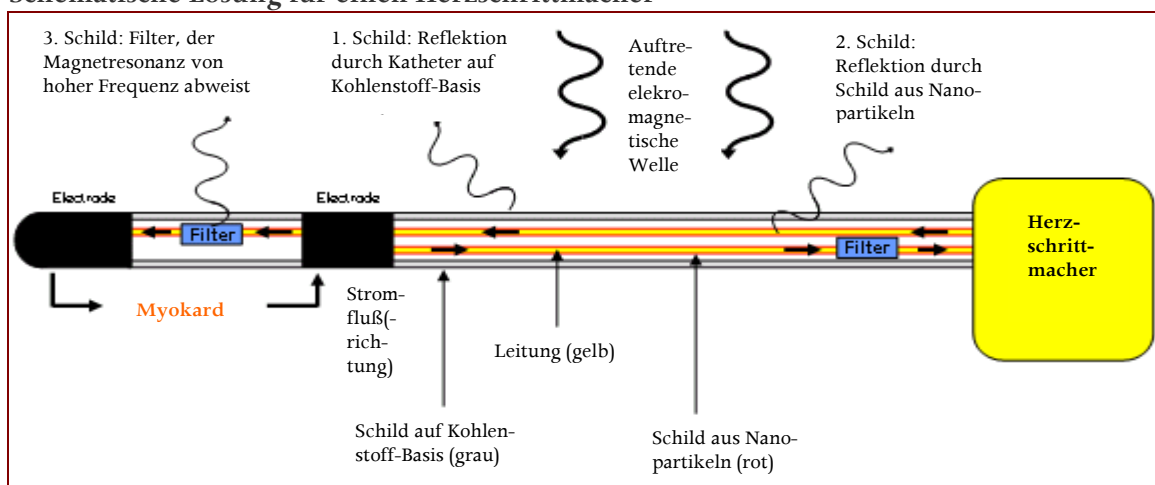 Schematische Lösung für einen Herzschrittmacher
3. Schild: Filter, der
Magnetresonanz von
hoher Frequenz abweist
1. Schild: Reflektion
durch Katheter auf
Kohlenstoff-Basis
Auftre-
tende
elekro-
magne-
tische
Welle
2. Schild:
Reflektion durch
Schild aus Nano-
partikeln
Electrode
Electrode
Filter
Filter
Herz-
schritt-
macher
Myokard
Strom-
fluß(-
rich-
tung)
Leitung (gelb)
Schild auf Kohlen-
stoff-Basis (grau)
Schild aus Nano-
partikeln (rot)